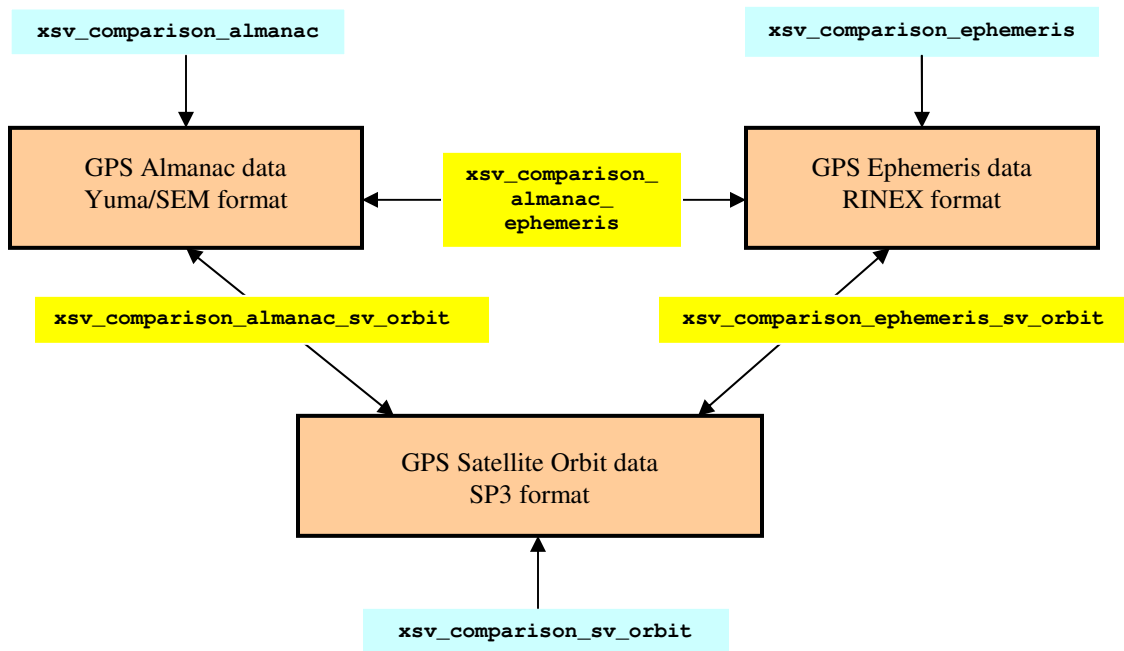 xsv_comparison_almanac
xsv_comparison_ephemeris
GPS Almanac data
Yuma/SEM format
xsv_comparison_
almanac_
ephemeris
GPS Ephemeris data
RINEX format
xsv_comparison_almanac_sv_orbit
xsv_comparison_ephemeris_sv_orbit
GPS Satellite Orbit data
SP3 format
xsv_comparison_sv_orbit